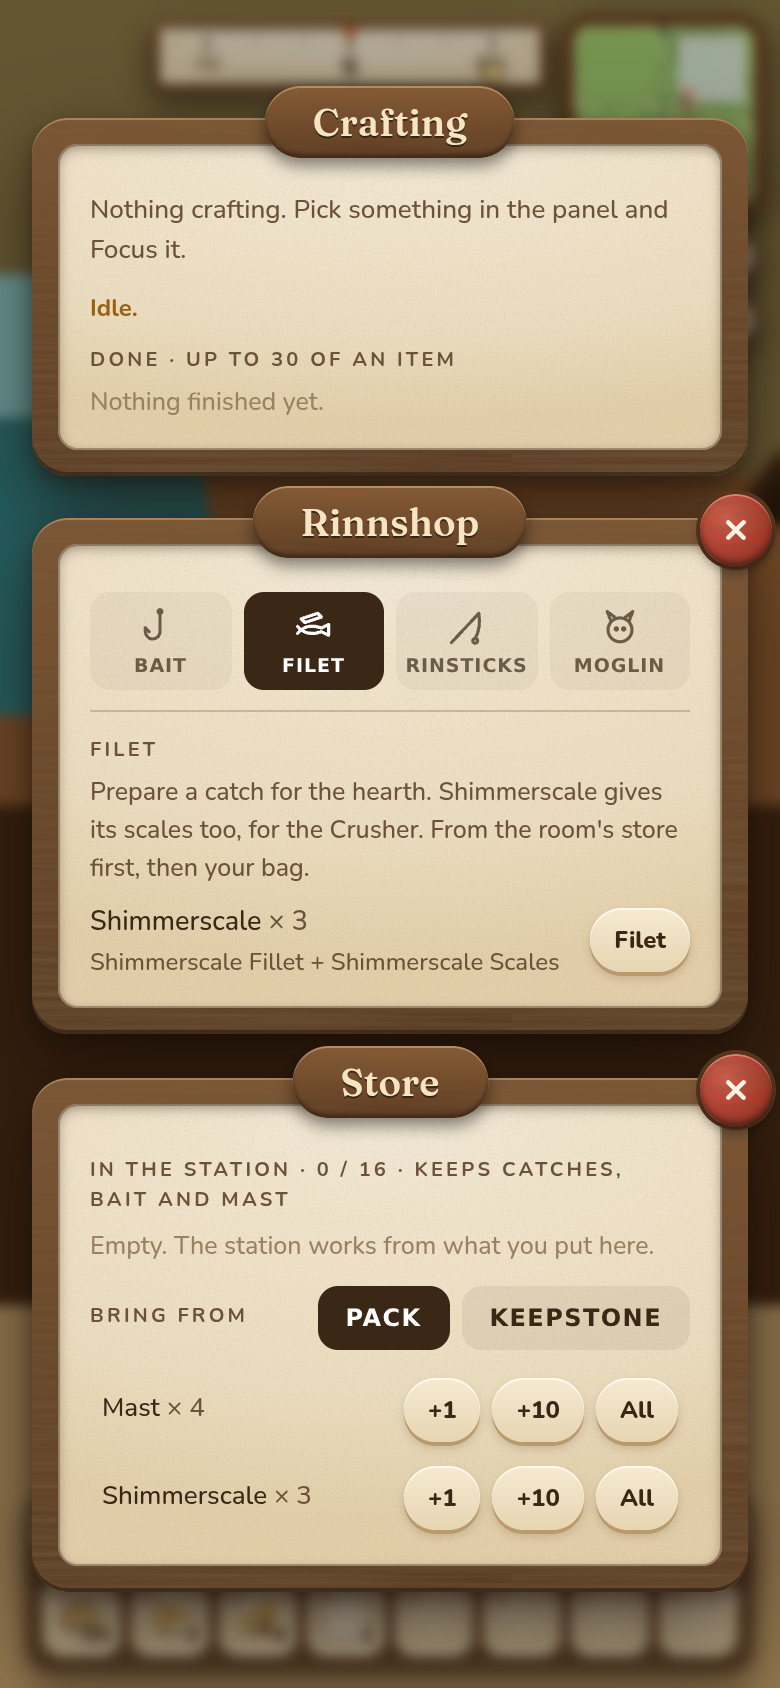 Crafting
Nothing crafting. Pick something in the panel and
Focus it.
Idle.
DONE · UP TO 30 OF AN ITEM
Nothing finished yet.
Rinnshop
BAIT
FILET
RINSTICKS
MOGLIN
FILET
Prepare a catch for the hearth. Shimmerscale gives
its scales too, for the Crusher. From the room's store
first, then your bag.
Shimmerscale × 3
Filet
Shimmerscale Fillet + Shimmerscale Scales
Store
IN THE STATION · 0 / 16 · KEEPS CATCHES,
BAIT AND MAST
Empty. The station works from what you put here.
BRING FROM
PACK
KEEPSTONE
Mast × 4
+1
+10
All
Shimmerscale × 3
+1
+10
All